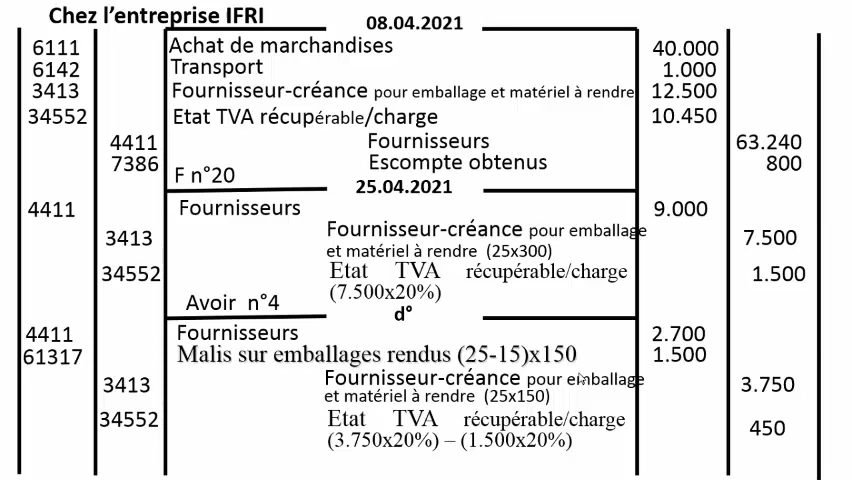 Chez l'entreprise IFRI
08.04.2021
6111 Achat de marchandises 40.000
6142 Transport 1.000
3413 Fournisseur-créance pour emballage et matériel à rendre 12.500
34552 Etat TVA récupérable/charge 10.450
4411 Fournisseurs 63.240
7386 Escompte obtenus 800
F n°20
25.04.2021
4411 Fournisseurs 9.000
Fournisseur-créance pour emballage
3413 et matériel à rendre (25x300) 7.500
34552 Etat TVA récupérable/charge 1.500
(7.500x20%)
Avoir n°4
d°
4411 Fournisseurs 2.700
61317 Malis sur emballages rendus (25-15)x150 1.500
3413 Fournisseur-créance pour emballage 3.750
et matériel à rendre (25x150)
34552 Etat TVA récupérable/charge 450
(3.750x20%) – (1.500x20%)